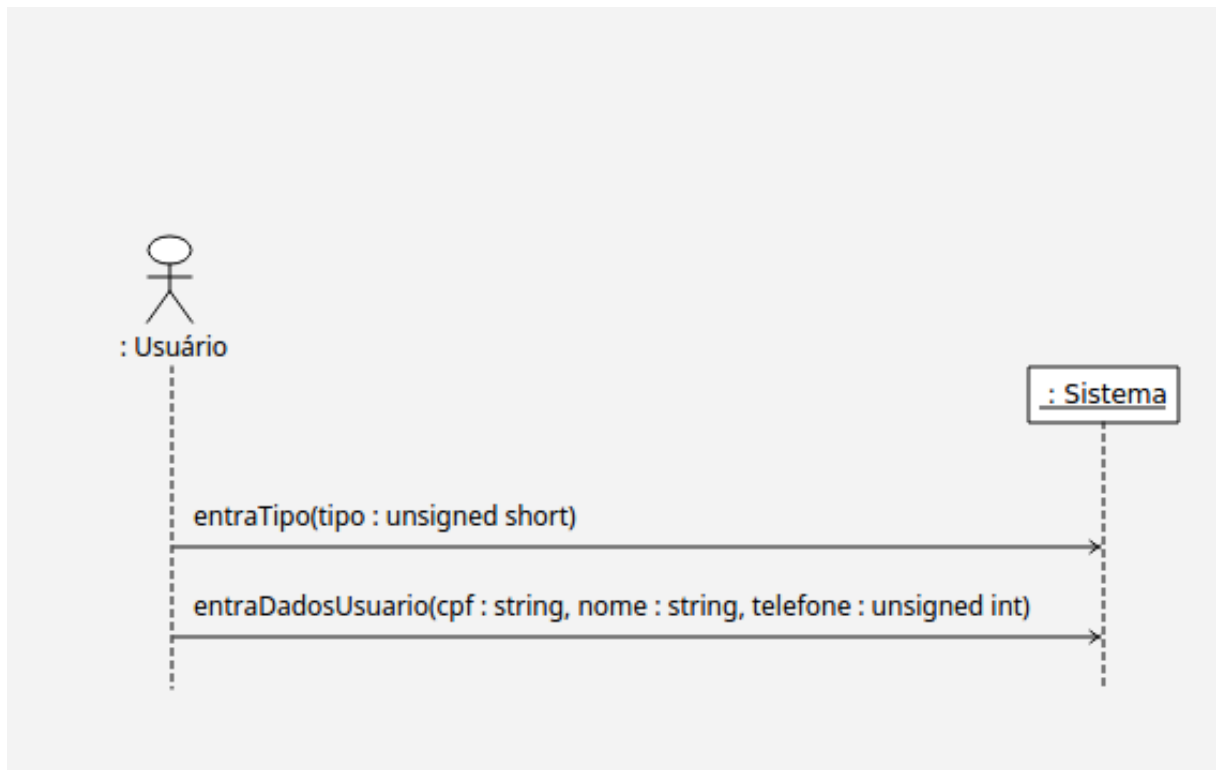 : Usuário
: Sistema
entraTipo(tipo : unsigned short)
entraDadosUsuario(cpf : string, nome : string, telefone : unsigned int)